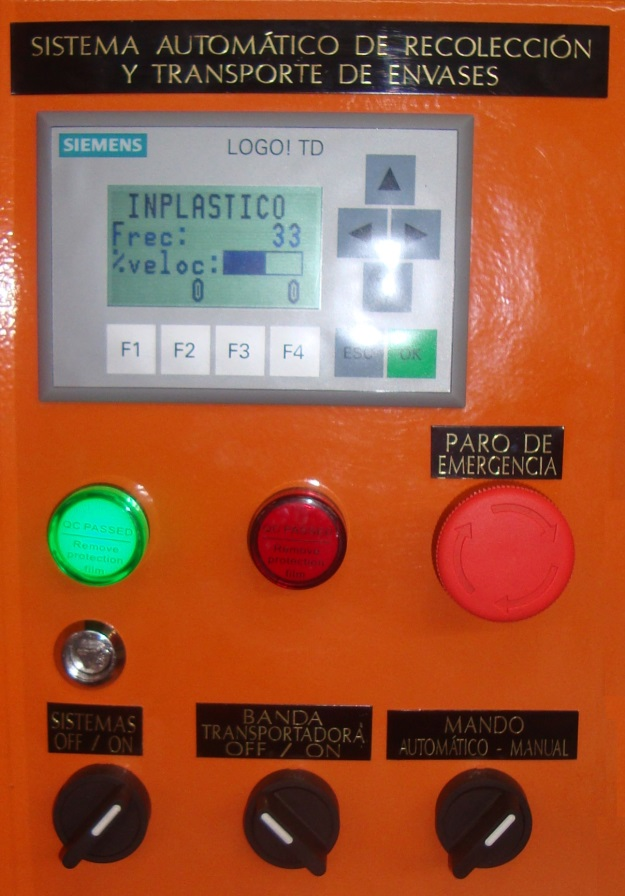 SISTEMA AUTOMÁTICO DE RECOLECCIÓN
Y TRANSPORTE DE ENVASES
SIEMENS
LOGO! TD
INPLASTICO
Frec: 33
%veloc:
0 0
F1 F2 F3 F4 ESC OK
PARO DE
EMERGENCIA
QC PASSED
Remove
protection
film
QC PASSED
Remove
protection
film
SISTEMAS
OFF / ON
BANDA
TRANSPORTADORA
OFF / ON
MANDO
AUTOMÁTICO - MANUAL